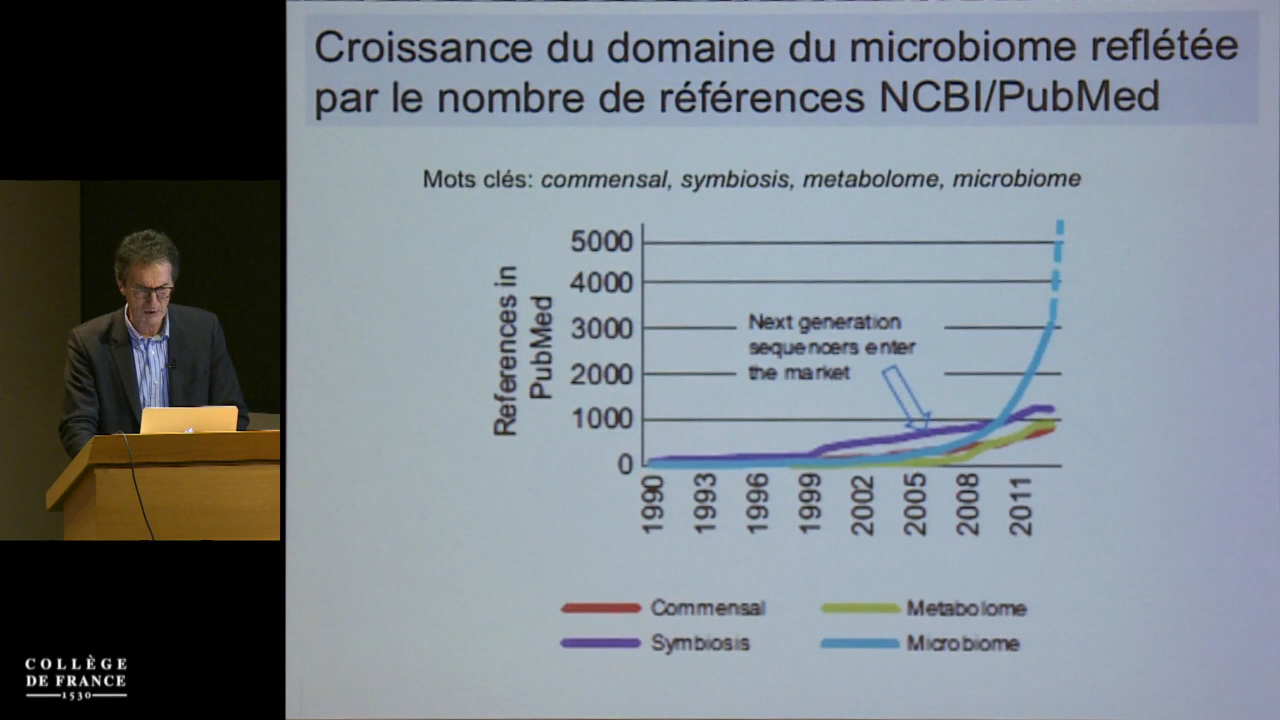 Croissance du domaine du microbiome reflétée
par le nombre de références NCBI/PubMed
Mots clés: commensal, symbiosis, metabolome, microbiome
References in
PubMed
5000
4000
3000
2000
1000
0
Next generation
sequencers enter
the market
1990
1993
1996
1999
2002
2005
2008
2011
Commensal
Metabolome
Symbiosis
Microbiome
COLLÈGE
DE FRANCE
1530